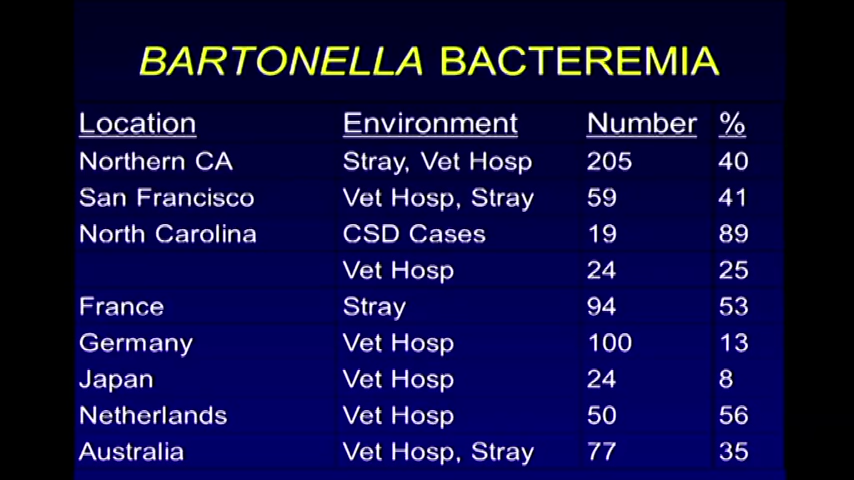 BARTONELLA BACTEREMIA
Location Environment Number %
Northern CA Stray, Vet Hosp 205 40
San Francisco Vet Hosp, Stray 59 41
North Carolina CSD Cases 19 89
Vet Hosp 24 25
France Stray 94 53
Germany Vet Hosp 100 13
Japan Vet Hosp 24 8
Netherlands Vet Hosp 50 56
Australia Vet Hosp, Stray 77 35